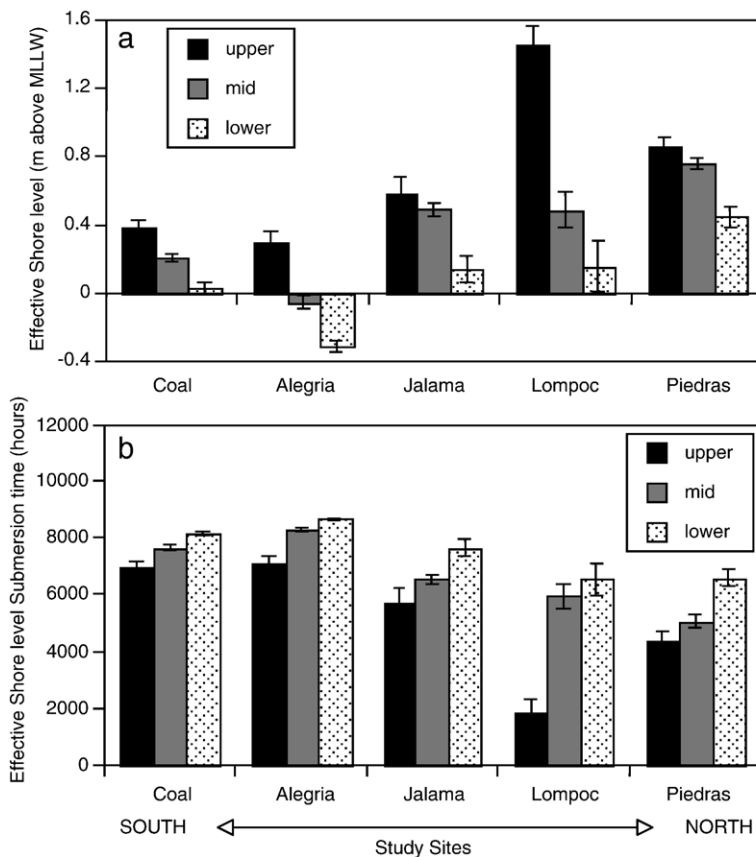 a
Effective Shore level (m above MLLW)
1.6
1.2
0.8
0.4
0
-0.4
upper
mid
lower
Coal Alegria Jalama Lompoc Piedras
b
Effective Shore level Submersion time (hours)
12000
10000
8000
6000
4000
2000
0
upper
mid
lower
Coal Alegria Jalama Lompoc Piedras
SOUTH NORTH
Study Sites